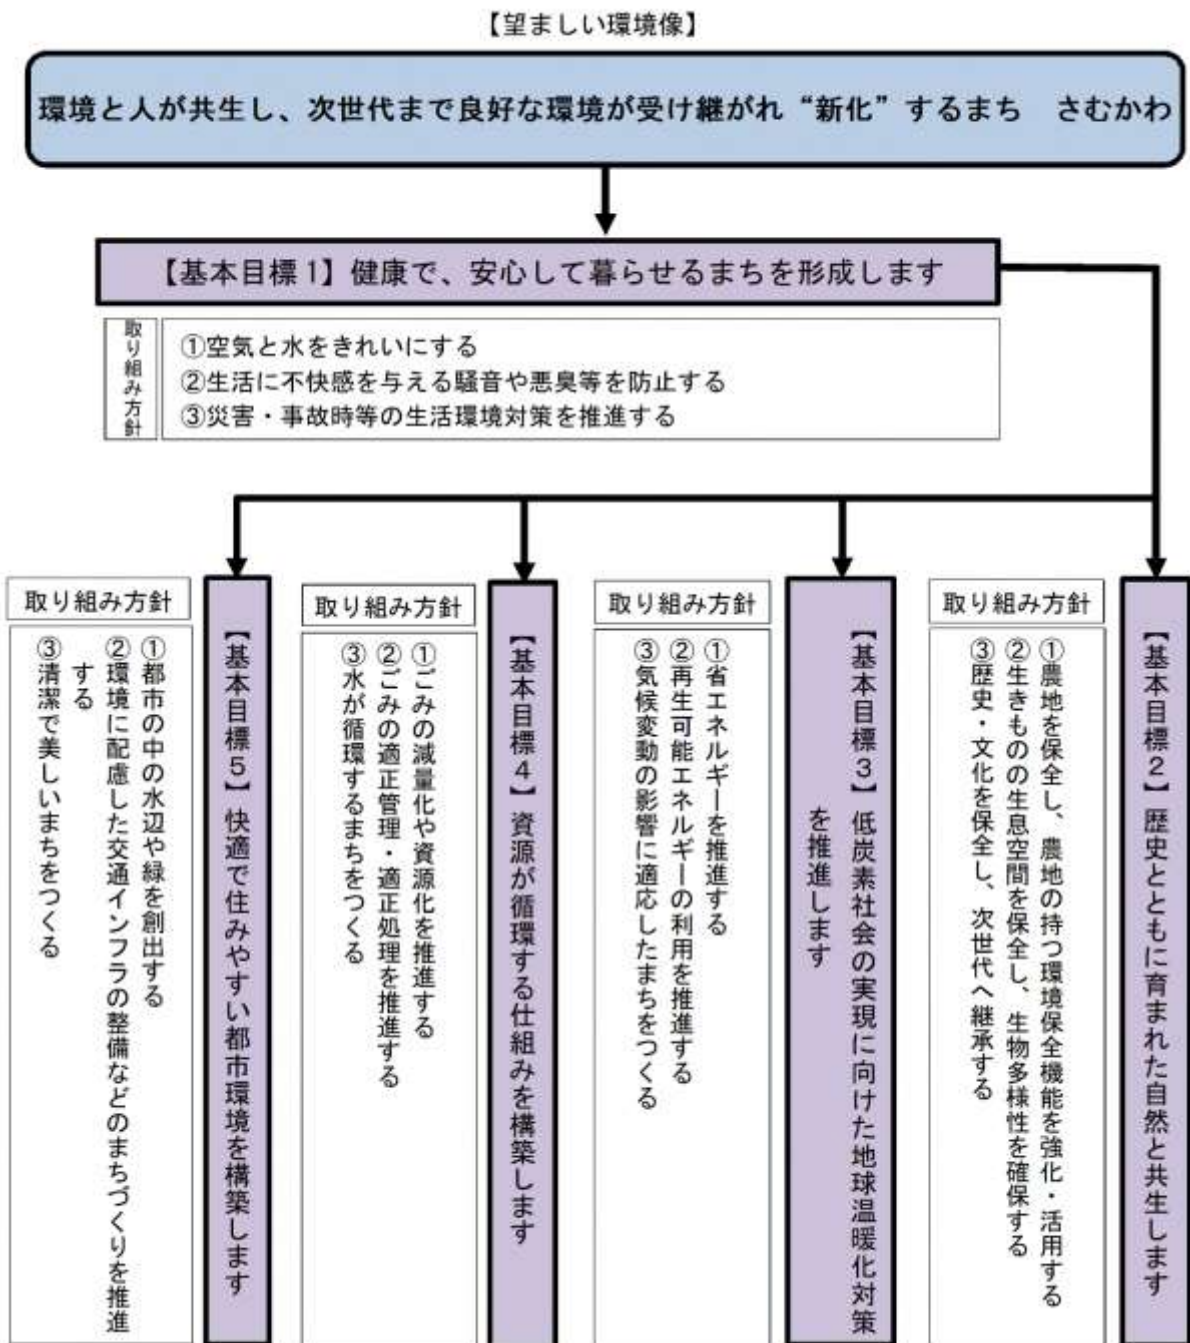 【望ましい環境像】
環境と人が共生し、次世代まで良好な環境が受け継がれ“新化”するまち　さむかわ
【基本目標1】健康で、安心して暮らせるまちを形成します
取り組み方針
①空気と水をきれいにする
②生活に不快感を与える騒音や悪臭等を防止する
③災害・事故時等の生活環境対策を推進する
【基本目標2】歴史とともに育まれた自然と共生します
取り組み方針
①農地を保全し、農地の持つ環境保全機能を強化・活用する
②生きものの生息空間を保全し、生物多様性を確保する
③歴史・文化を保全し、次世代へ継承する
【基本目標3】低炭素社会の実現に向けた地球温暖化対策
を推進します
取り組み方針
①省エネルギーを推進する
②再生可能エネルギーの利用を推進する
③気候変動の影響に適応したまちをつくる
【基本目標4】資源が循環する仕組みを構築します
取り組み方針
①ごみの減量化や資源化を推進する
②ごみの適正管理・適正処理を推進する
③水が循環するまちをつくる
【基本目標5】快適で住みやすい都市環境を構築します
取り組み方針
①都市の中の水辺や緑を創出する
②環境に配慮した交通インフラの整備などのまちづくりを推進
する
③清潔で美しいまちをつくる